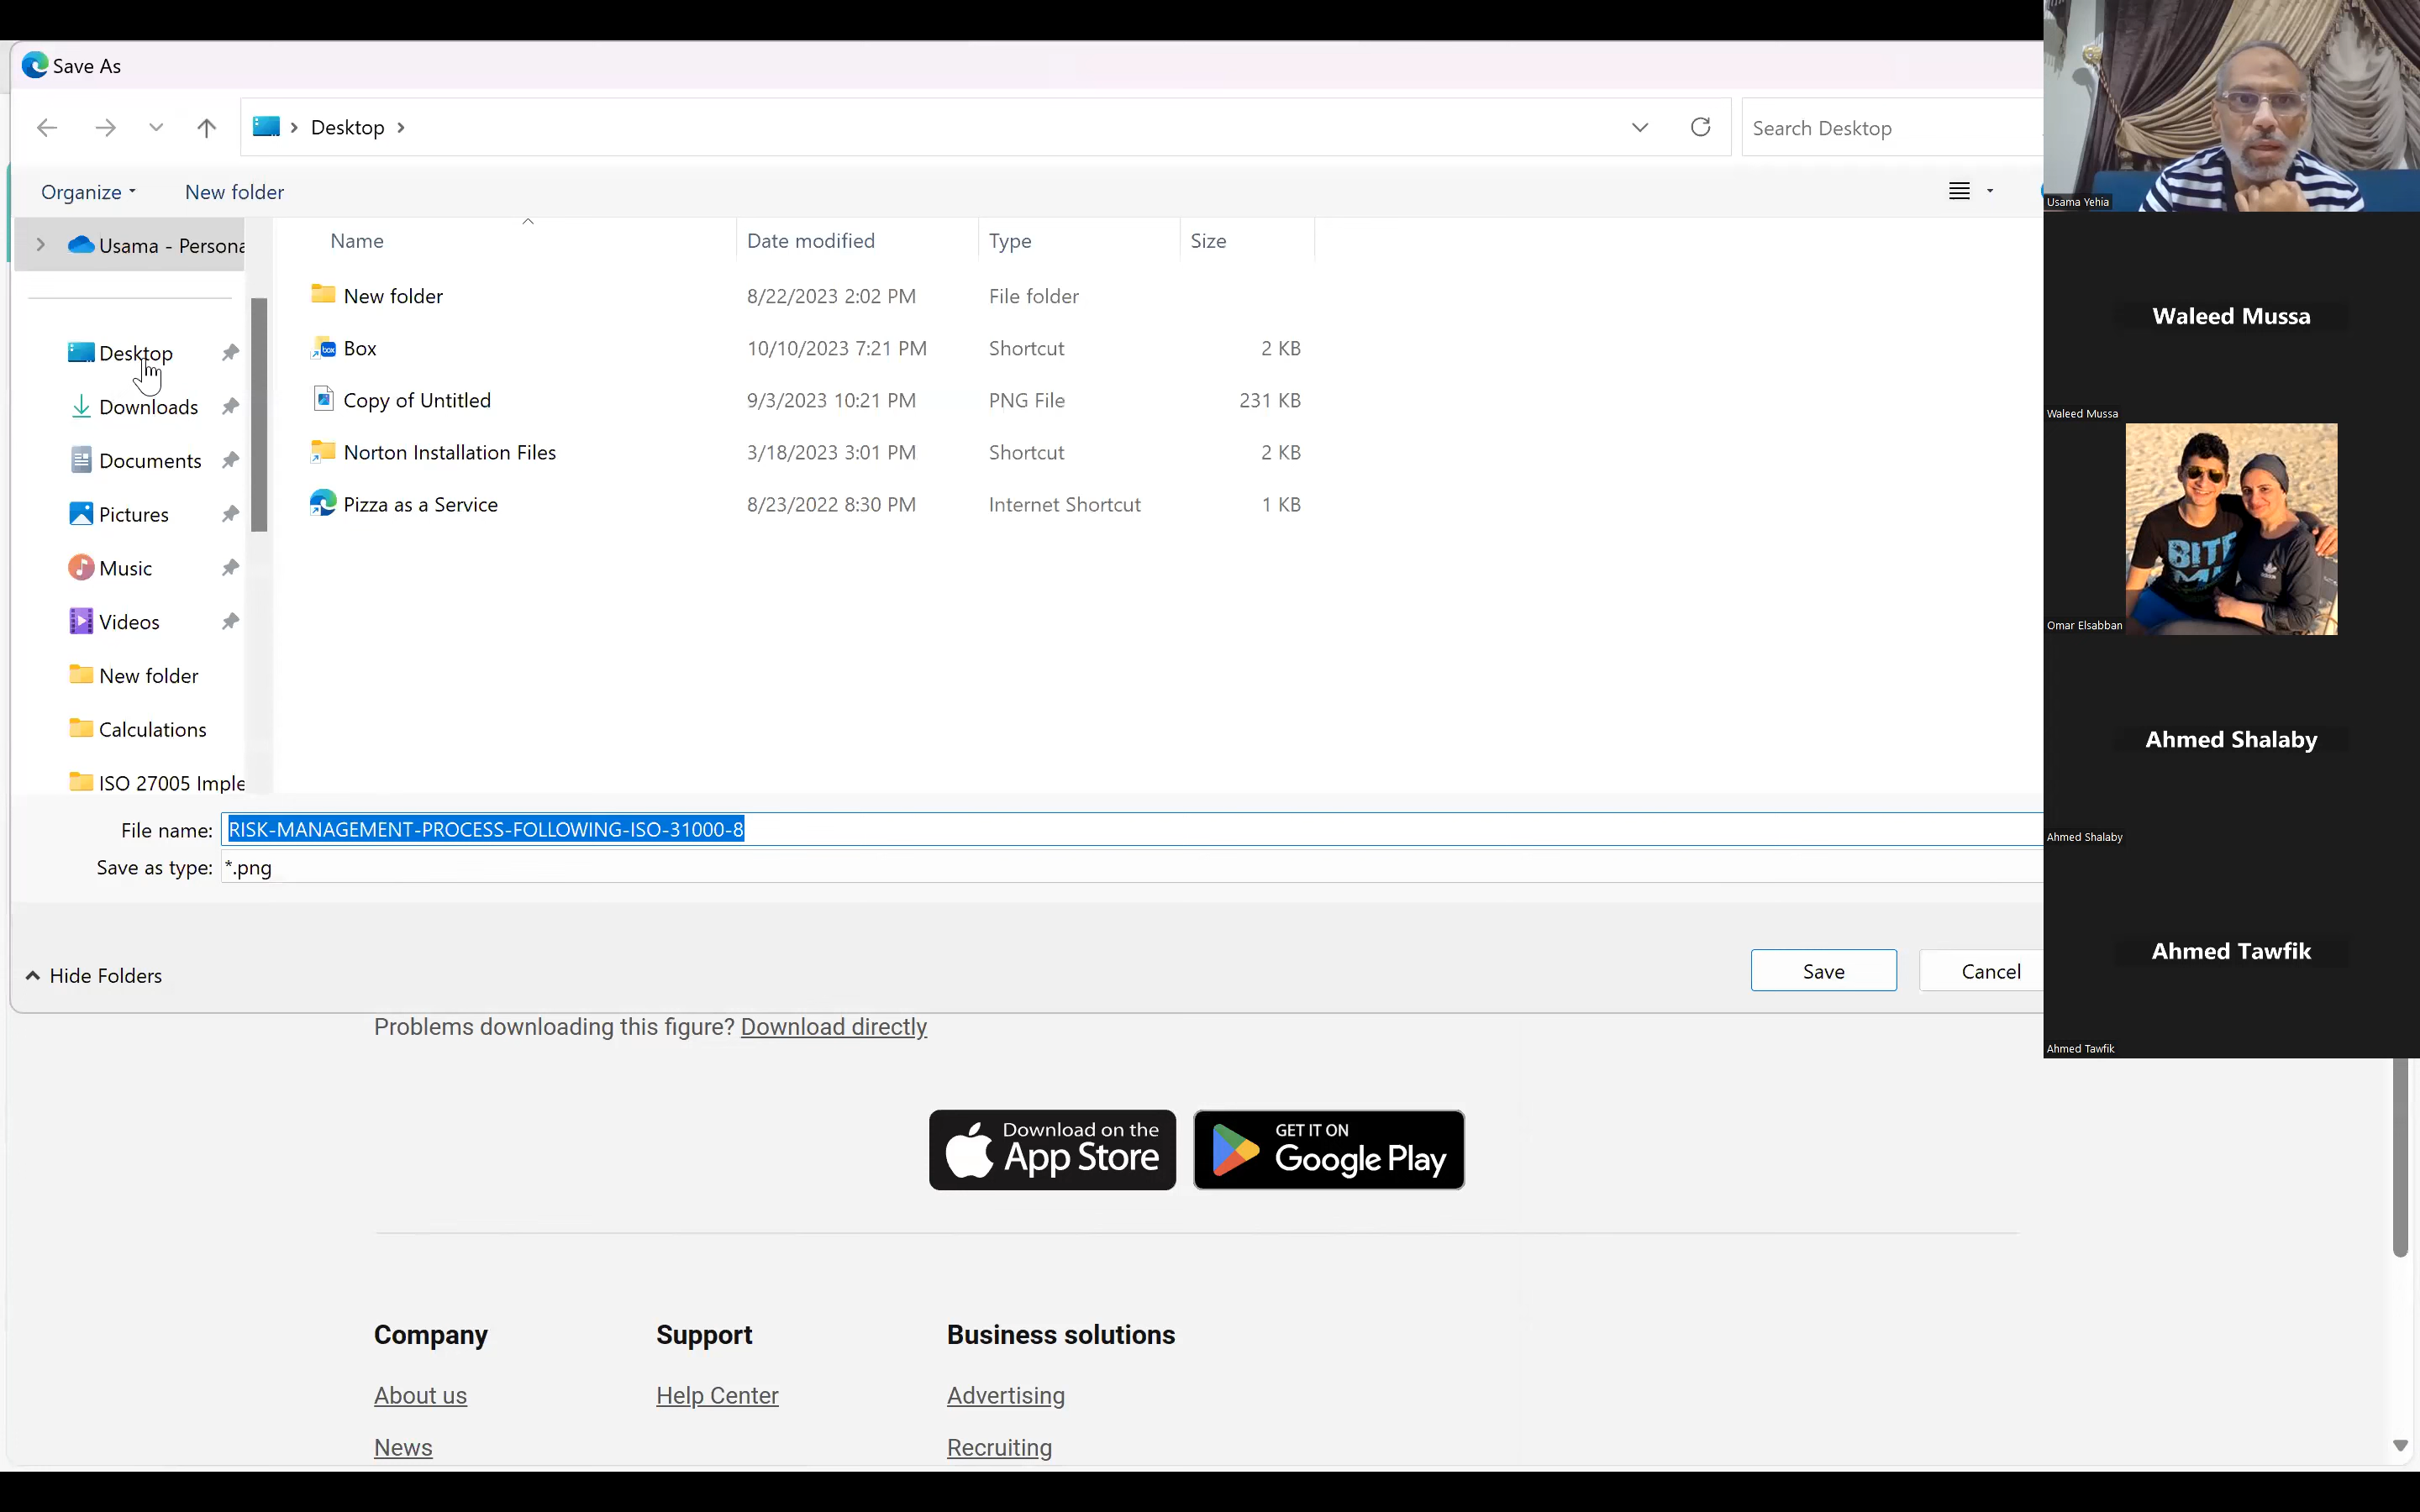 Save As
Desktop
Search Desktop
Organize
New folder
Usama - Persona
Name
Date modified
Type
Size
New folder
8/22/2023 2:02 PM
File folder
Box
10/10/2023 7:21 PM
Shortcut
2 KB
Copy of Untitled
9/3/2023 10:21 PM
PNG File
231 KB
Norton Installation Files
3/18/2023 3:01 PM
Shortcut
2 KB
Pizza as a Service
8/23/2022 8:30 PM
Internet Shortcut
1 KB
Desktop
Downloads
Documents
Pictures
Music
Videos
New folder
Calculations
ISO 27005 Imple
File name: RISK-MANAGEMENT-PROCESS-FOLLOWING-ISO-31000-8
Save as type: *.png
Hide Folders
Save
Cancel
Problems downloading this figure? Download directly
Download on the
App Store
GET IT ON
Google Play
Company
Support
Business solutions
About us
Help Center
Advertising
News
Recruiting
Usama Yehia
Waleed Mussa
Waleed Mussa
BITE
Omar Elsabban
Ahmed Shalaby
Ahmed Shalaby
Ahmed Tawfik
Ahmed Tawfik